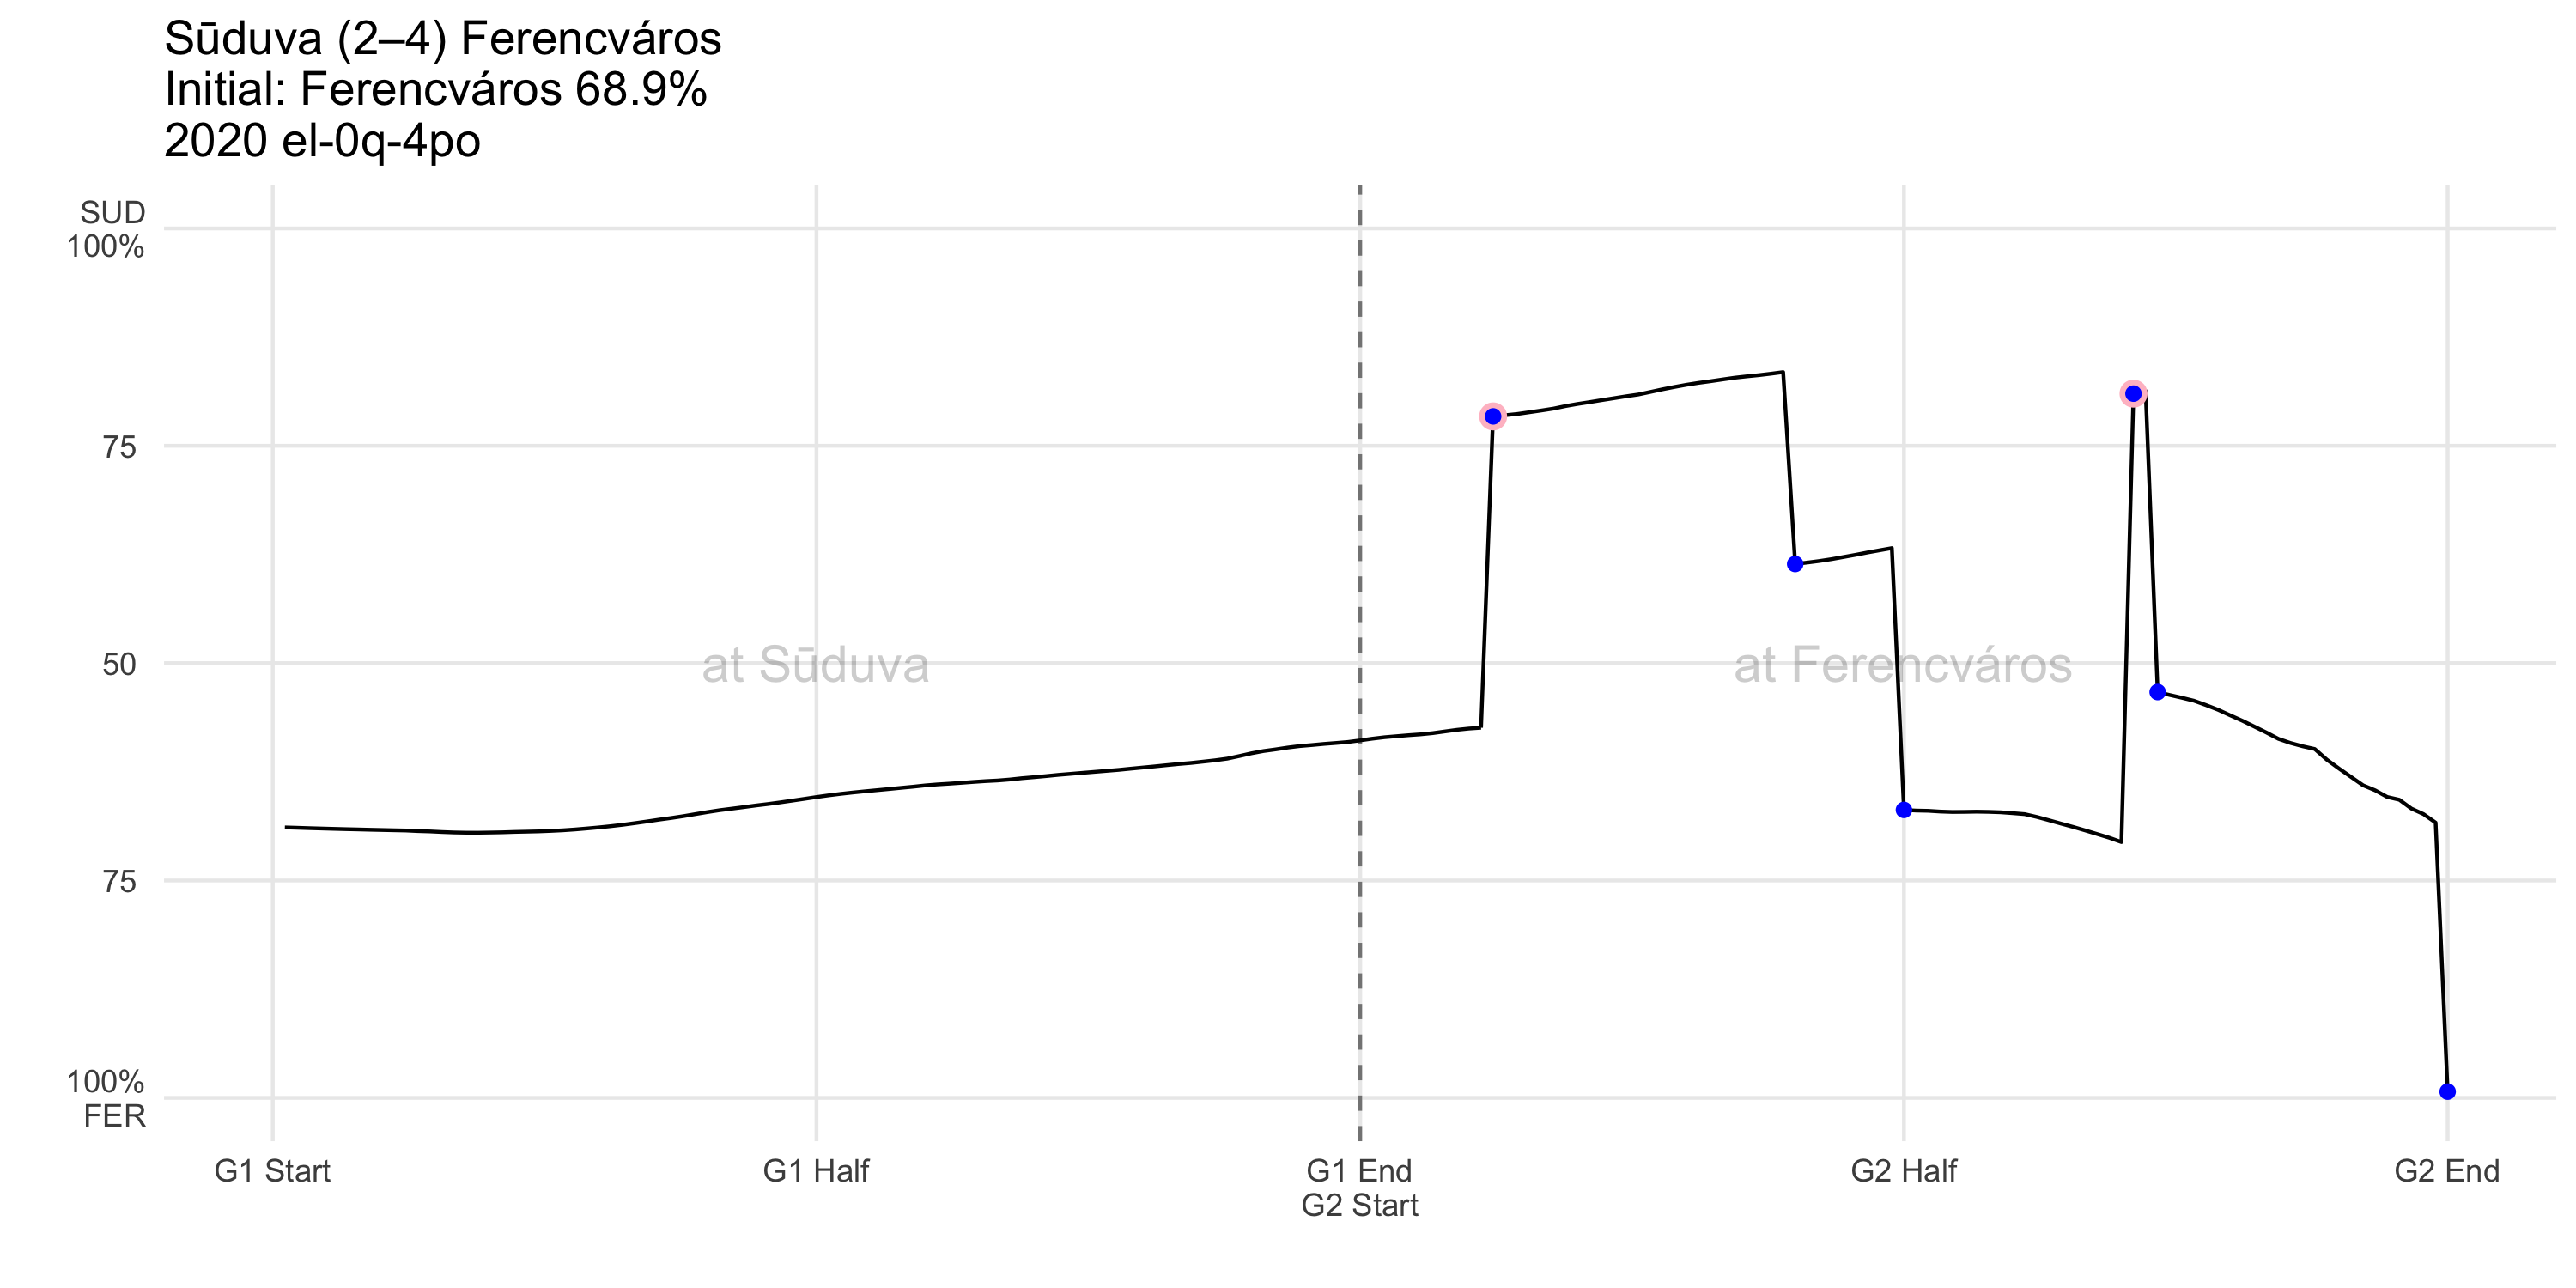 Sūduva (2–4) Ferencváros
Initial: Ferencváros 68.9%
2020 el-0q-4po
SUD
100%
75
50
75
100%
FER
at Sūduva
at Ferencváros
G1 Start
G1 Half
G1 End
G2 Start
G2 Half
G2 End